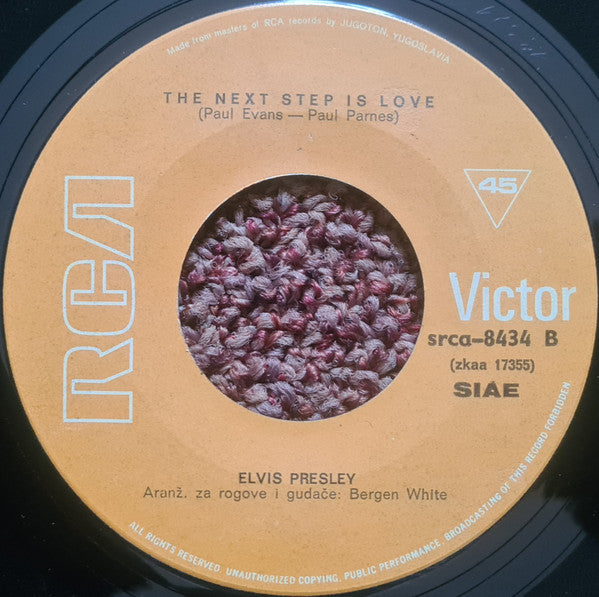 Made from masters of RCA records by JUGOTON, YUGOSLAVIA
THE NEXT STEP IS LOVE
(Paul Evans — Paul Parnes)
45
RCA
Victor
srca-8434 B
(zkaa 17355)
SIAE
ELVIS PRESLEY
Aranž. za rogove i gudače: Bergen White
ALL RIGHTS RESERVED. UNAUTHORIZED COPYING, PUBLIC PERFORMANCE, BROADCASTING OF THIS RECORD FORBIDDEN